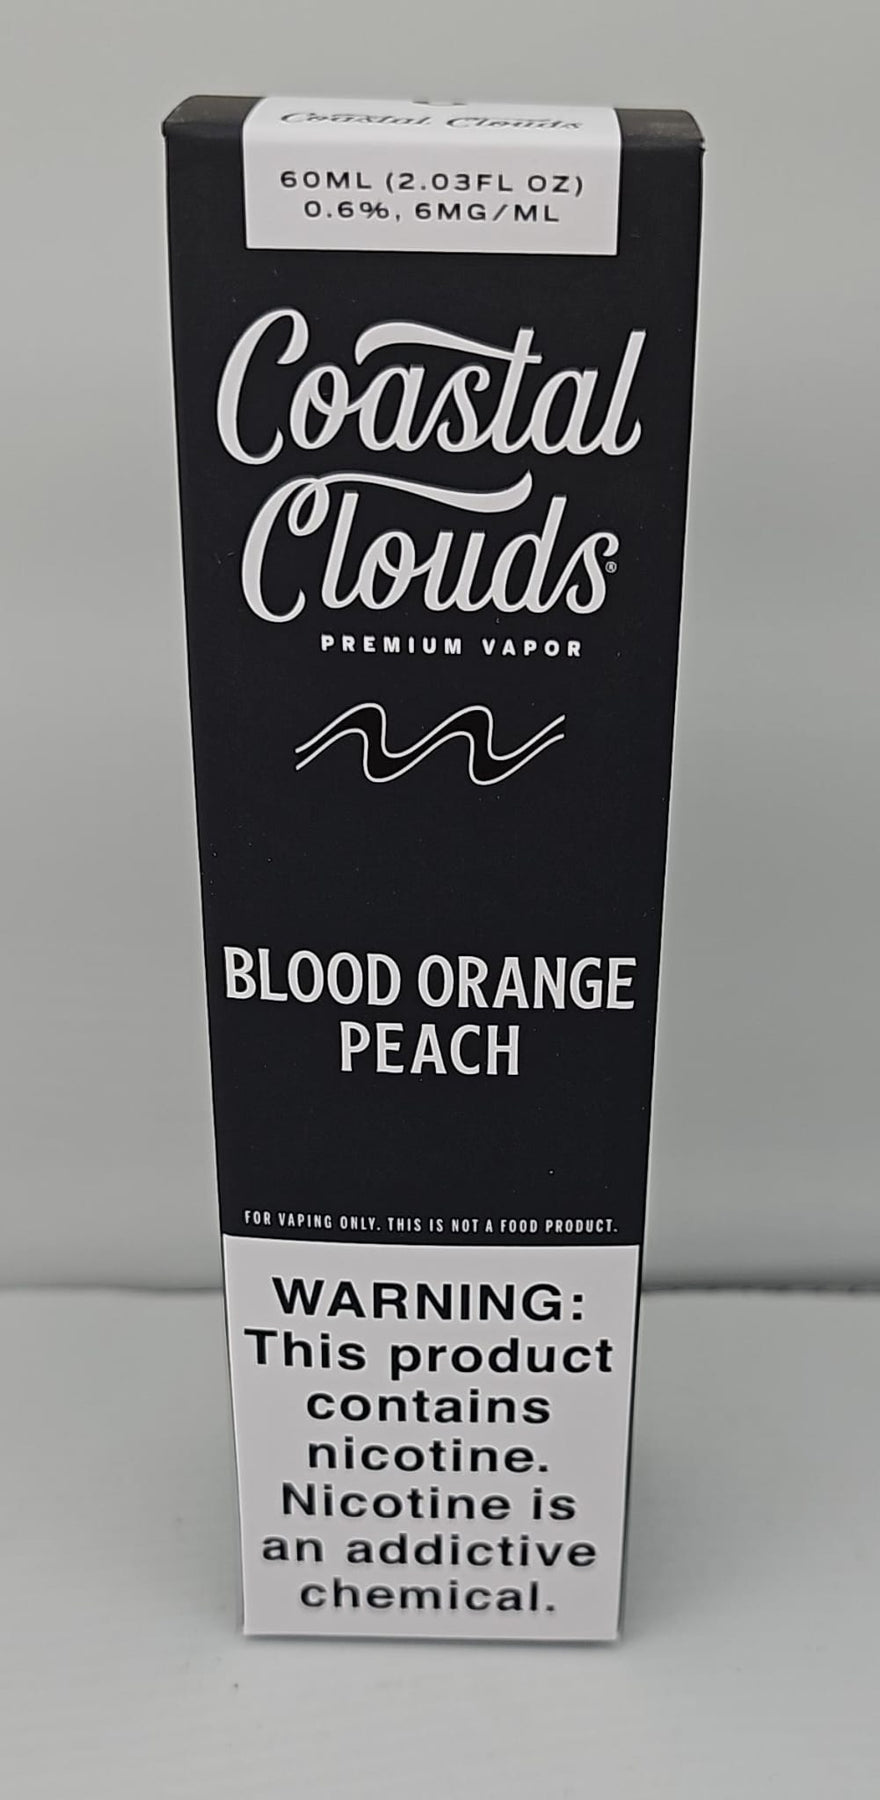 Coastal Clouds
60ML (2.03FL OZ)
0.6%, 6MG/ML
Coastal
Clouds®
PREMIUM VAPOR
BLOOD ORANGE
PEACH
FOR VAPING ONLY. THIS IS NOT A FOOD PRODUCT.
WARNING:
This product
contains
nicotine.
Nicotine is
an addictive
chemical.